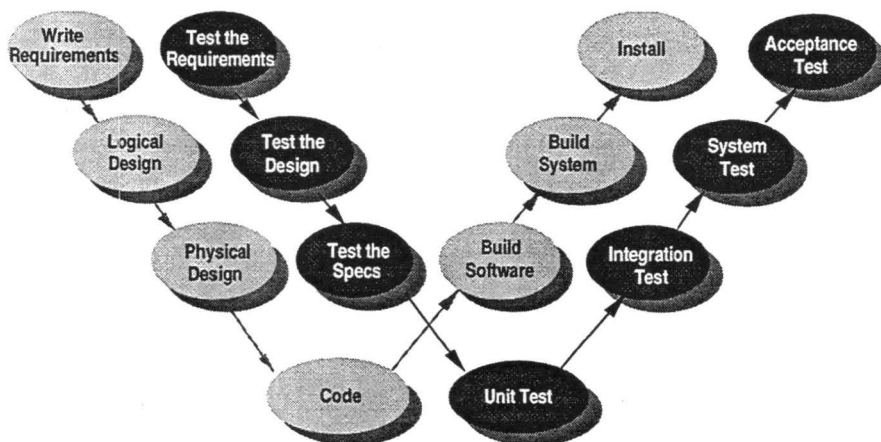 Write
Requirements
Test the
Requirements
Install
Acceptance
Test
Logical
Design
Test the
Design
Build
System
System
Test
Physical
Design
Test the
Specs
Build
Software
Integration
Test
Code
Unit Test